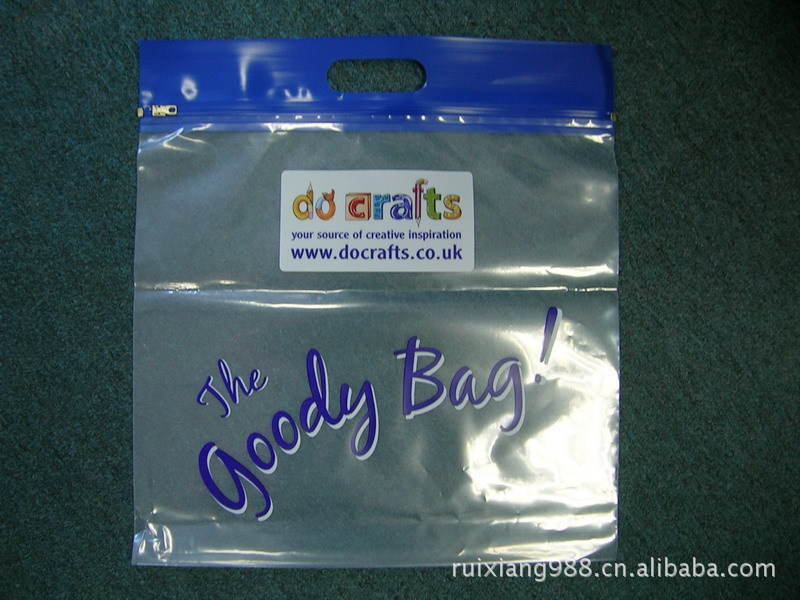 do crafts
your source of creative inspiration
www.docrafts.co.uk
The
Goody Bag!
ruixiang988.cn.alibaba.com